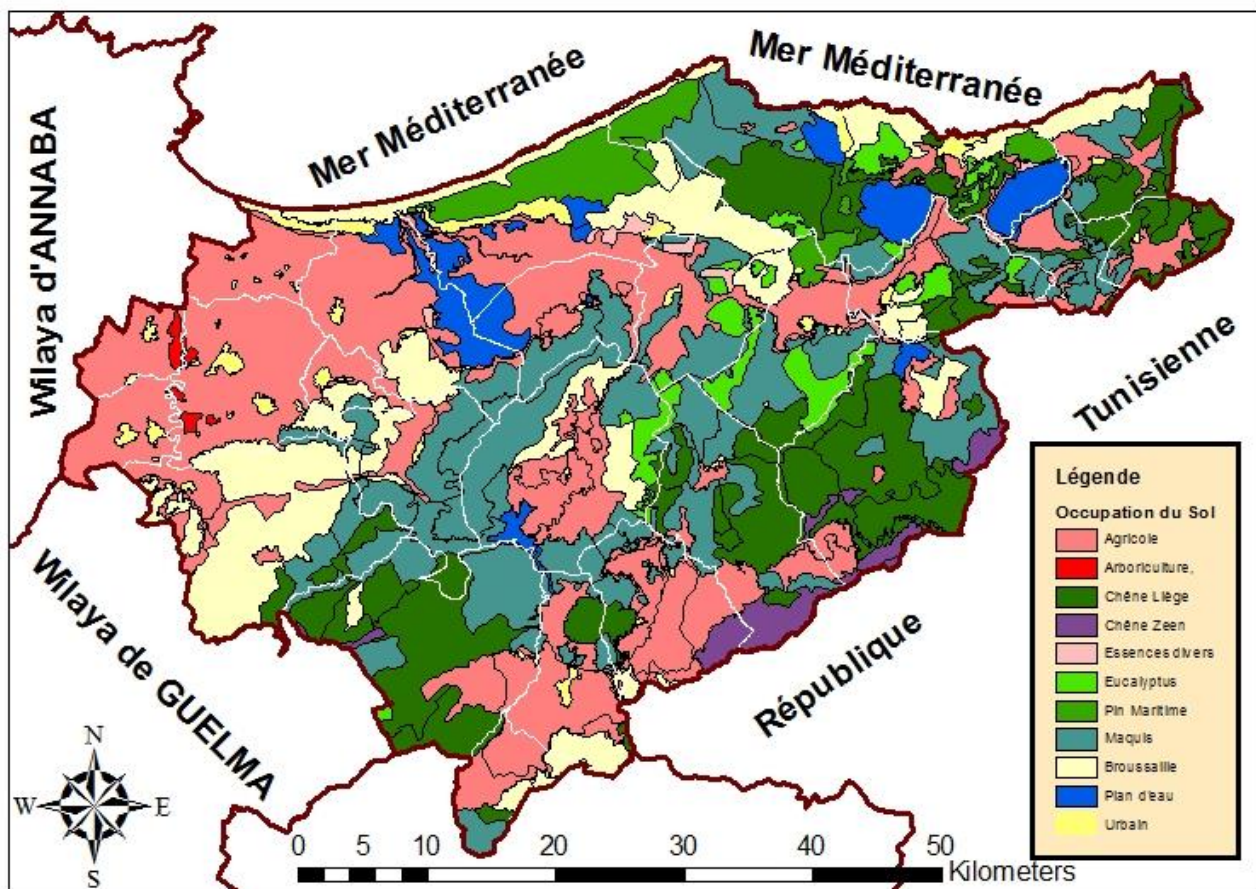 Mer Méditerranée
Mer Méditerranée
Wilaya d'ANNABA
Tunisienne
République
Wilaya de GUELMA
Légende
Occupation du Sol
Agricole
Arboriculture,
Chêne Liège
Chêne Zeen
Essences divers
Eucalyptus
Pin Maritime
Maquis
Broussaille
Plan d'eau
Urbain
N
W E
S
0 5 10 20 30 40 50
Kilometers